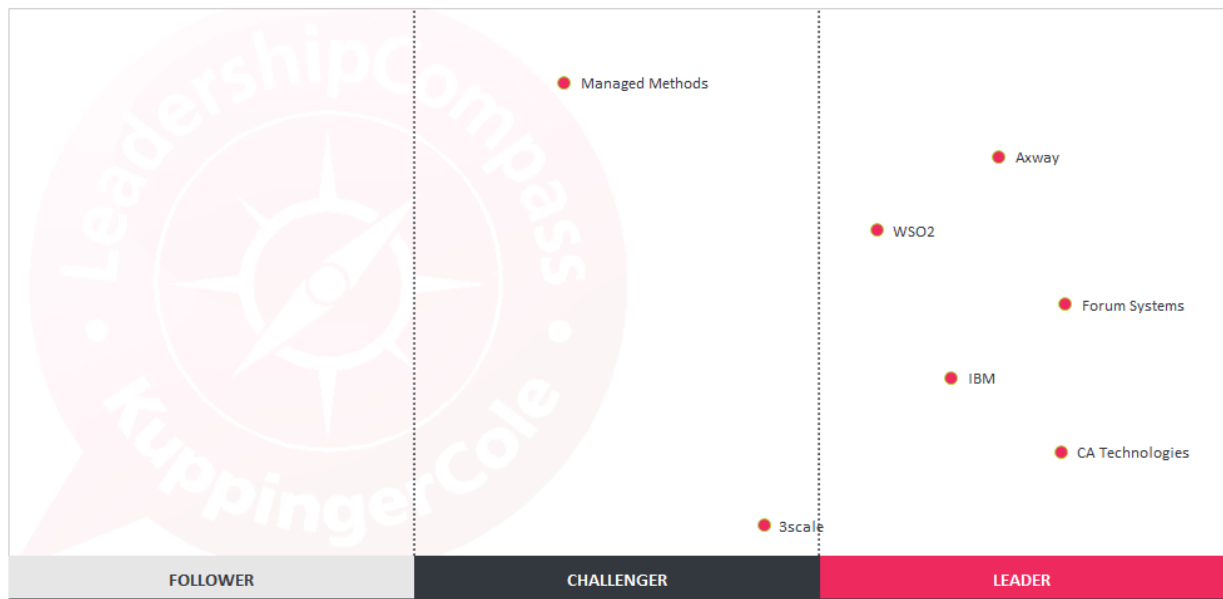 LeadershipCompass
Managed Methods
Axway
WSO2
Forum Systems
IBM
CA Technologies
3scale
KuppingerCole
FOLLOWER CHALLENGER LEADER